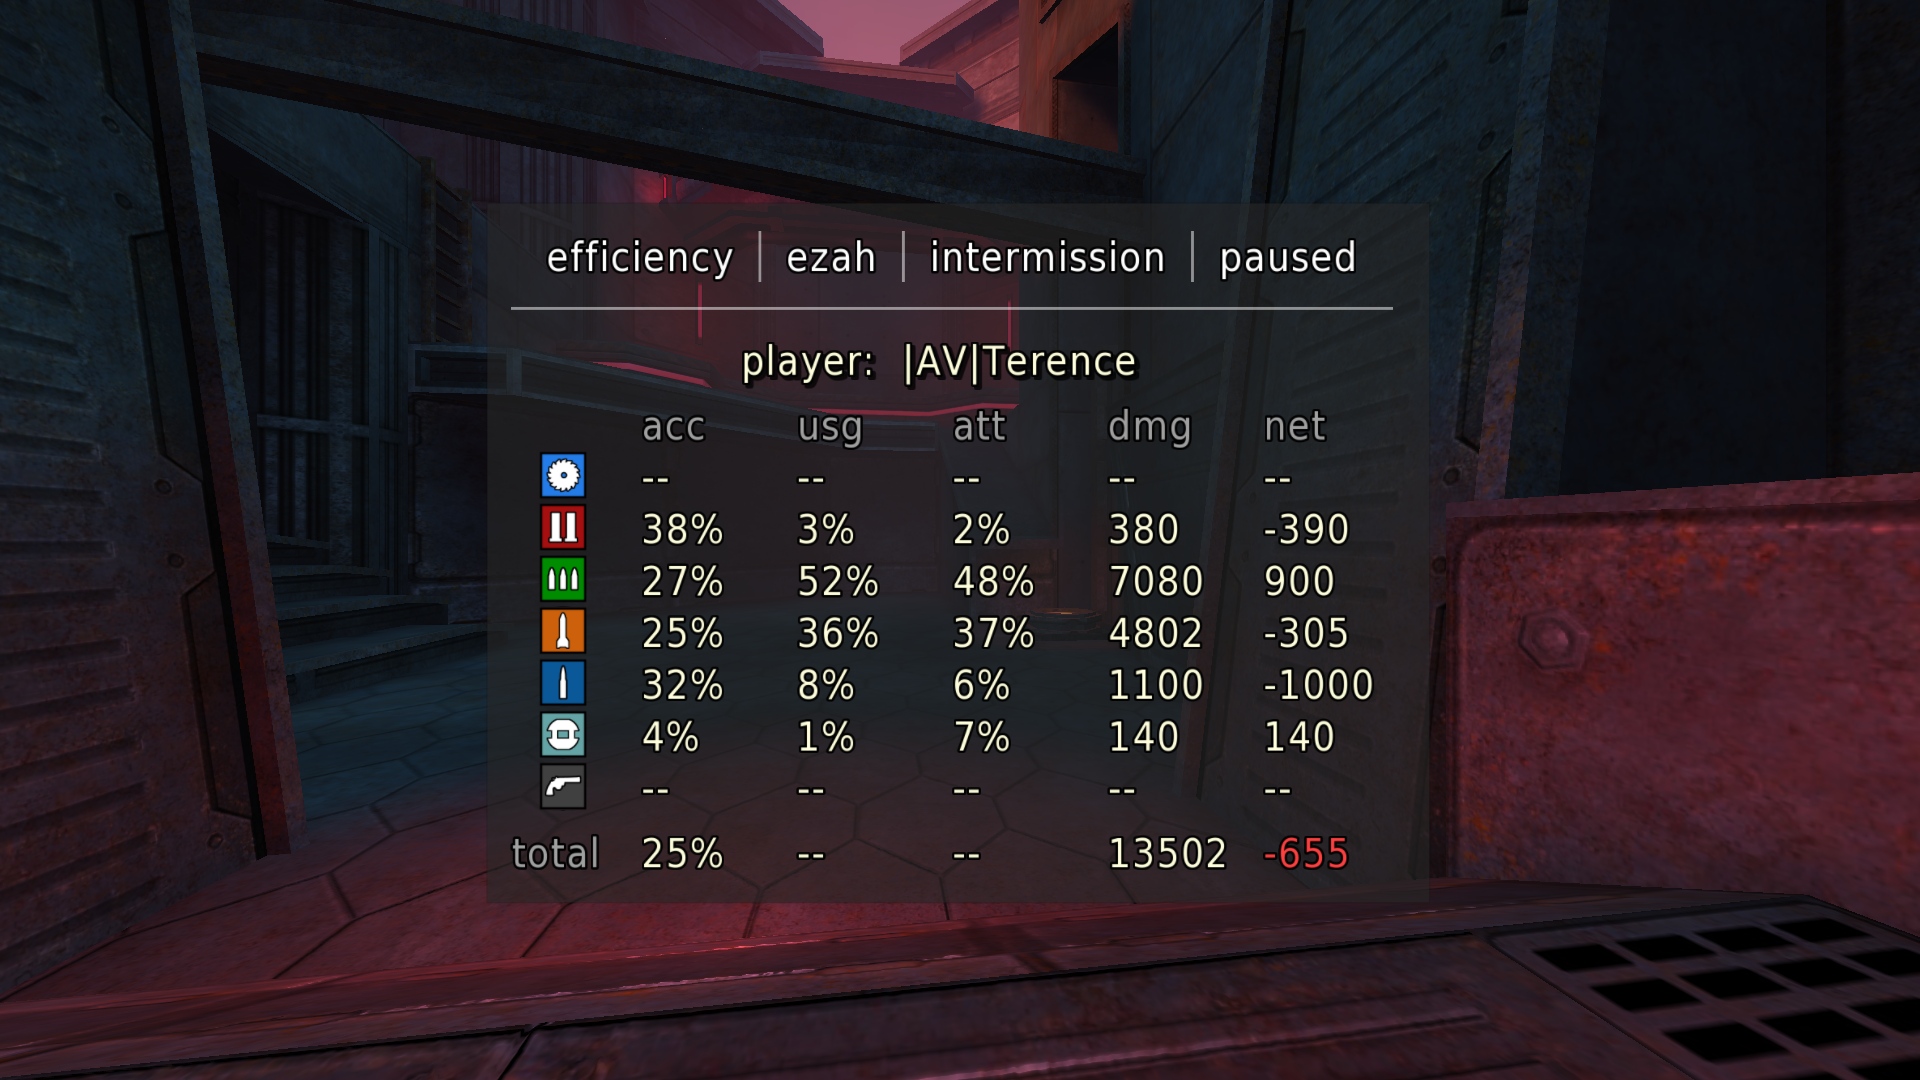 efficiency | ezah | intermission | paused
player: |AV|Terence
acc usg att dmg net
-- -- -- -- --
38% 3% 2% 380 -390
27% 52% 48% 7080 900
25% 36% 37% 4802 -305
32% 8% 6% 1100 -1000
4% 1% 7% 140 140
-- -- -- -- --
total 25% -- -- 13502 -655